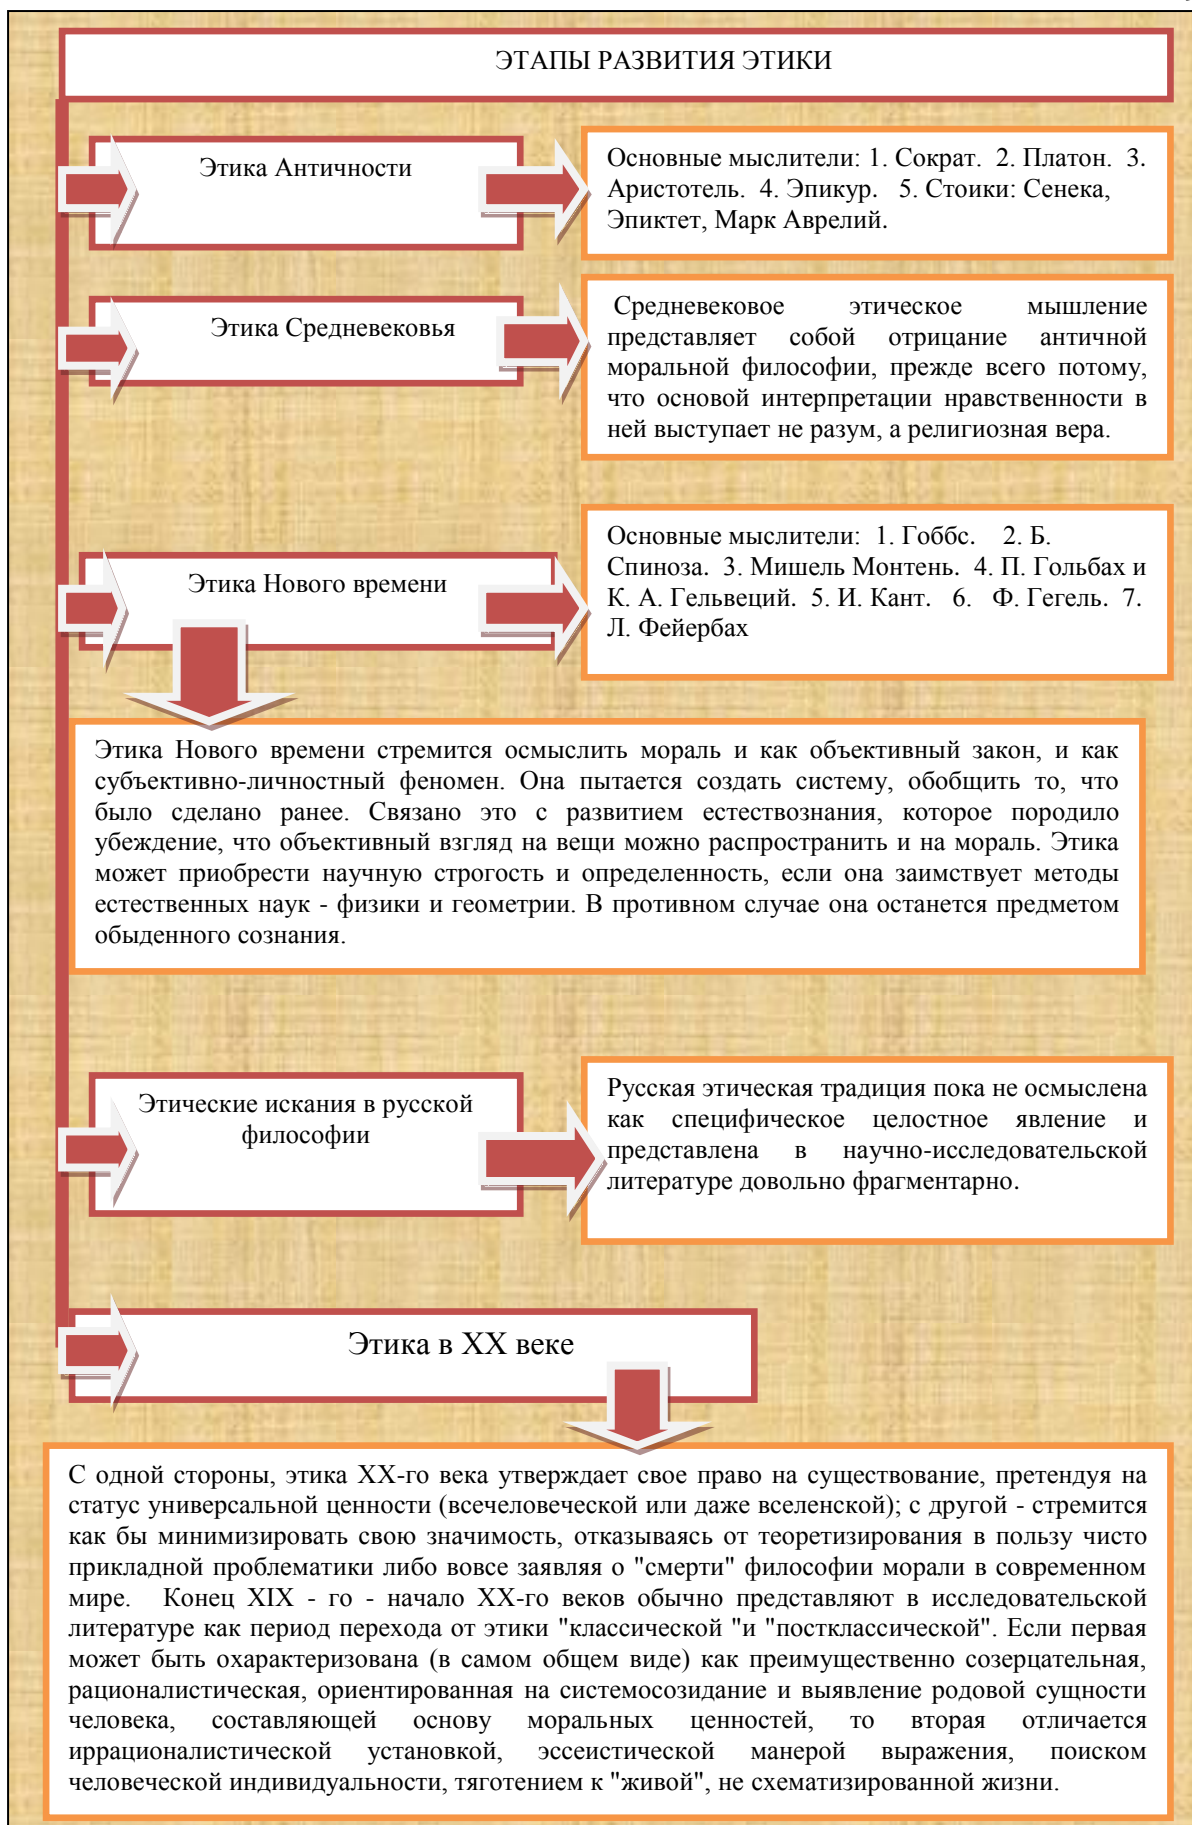 ЭТАПЫ РАЗВИТИЯ ЭТИКИ
Этика Античности
Основные мыслители: 1. Сократ. 2. Платон. 3.
Аристотель. 4. Эпикур. 5. Стоики: Сенека,
Эпиктет, Марк Аврелий.
Этика Средневековья
Средневековое этическое мышление
представляет собой отрицание античной
моральной философии, прежде всего потому,
что основой интерпретации нравственности в
ней выступает не разум, а религиозная вера.
Этика Нового времени
Основные мыслители: 1. Гоббс. 2. Б.
Спиноза. 3. Мишель Монтень. 4. П. Гольбах и
К. А. Гельвеций. 5. И. Кант. 6. Ф. Гегель. 7.
Л. Фейербах
Этика Нового времени стремится осмыслить мораль и как объективный закон, и как
субъективно-личностный феномен. Она пытается создать систему, обобщить то, что
было сделано ранее. Связано это с развитием естествознания, которое породило
убеждение, что объективный взгляд на вещи можно распространить и на мораль. Этика
может приобрести научную строгость и определенность, если она заимствует методы
естественных наук - физики и геометрии. В противном случае она останется предметом
обыденного сознания.
Этические искания в русской
философии
Русская этическая традиция пока не осмыслена
как специфическое целостное явление и
представлена в научно-исследовательской
литературе довольно фрагментарно.
Этика в XX веке
С одной стороны, этика XX-го века утверждает свое право на существование, претендуя на
статус универсальной ценности (всечеловеческой или даже вселенской); с другой - стремится
как бы минимизировать свою значимость, отказываясь от теоретизирования в пользу чисто
прикладной проблематики либо вовсе заявляя о "смерти" философии морали в современном
мире. Конец XIX - го - начало XX-го веков обычно представляют в исследовательской
литературе как период перехода от этики "классической "и "постклассической". Если первая
может быть охарактеризована (в самом общем виде) как преимущественно созерцательная,
рационалистическая, ориентированная на системосозидание и выявление родовой сущности
человека, составляющей основу моральных ценностей, то вторая отличается
иррационалистической установкой, эссеистической манерой выражения, поиском
человеческой индивидуальности, тяготением к "живой", не схематизированной жизни.